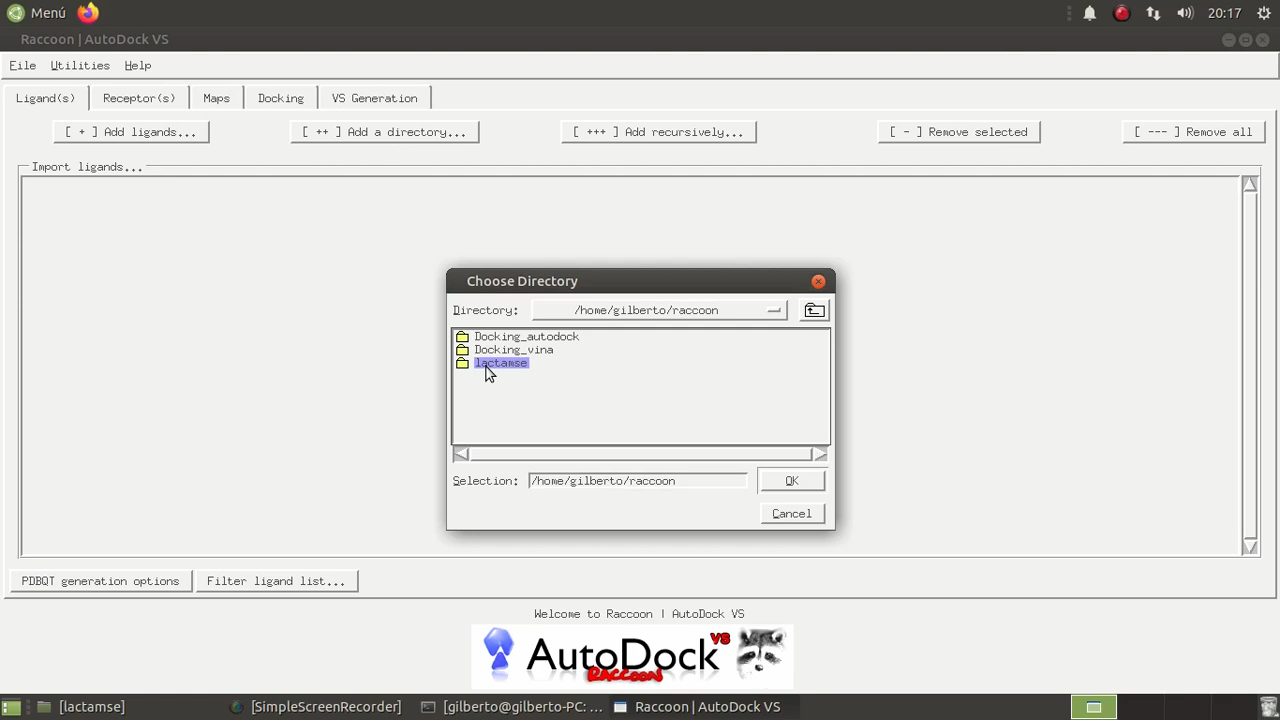 Menú
20:17
Raccoon | AutoDock VS
File Utilities Help
Ligand(s) Receptor(s) Maps Docking VS Generation
[ + ] Add ligands... [ ++ ] Add a directory... [ +++ ] Add recursively... [ - ] Remove selected [ --- ] Remove all
Import ligands...
Choose Directory
Directory: /home/gilberto/raccoon
Docking_autodock
Docking_vina
lactamse
Selection: /home/gilberto/raccoon OK
Cancel
PDBQT generation options Filter ligand list...
Welcome to Raccoon | AutoDock VS
AutoDock VS
RACCOON
[lactamse] [SimpleScreenRecorder] [gilberto@gilberto-PC: ... Raccoon | AutoDock VS